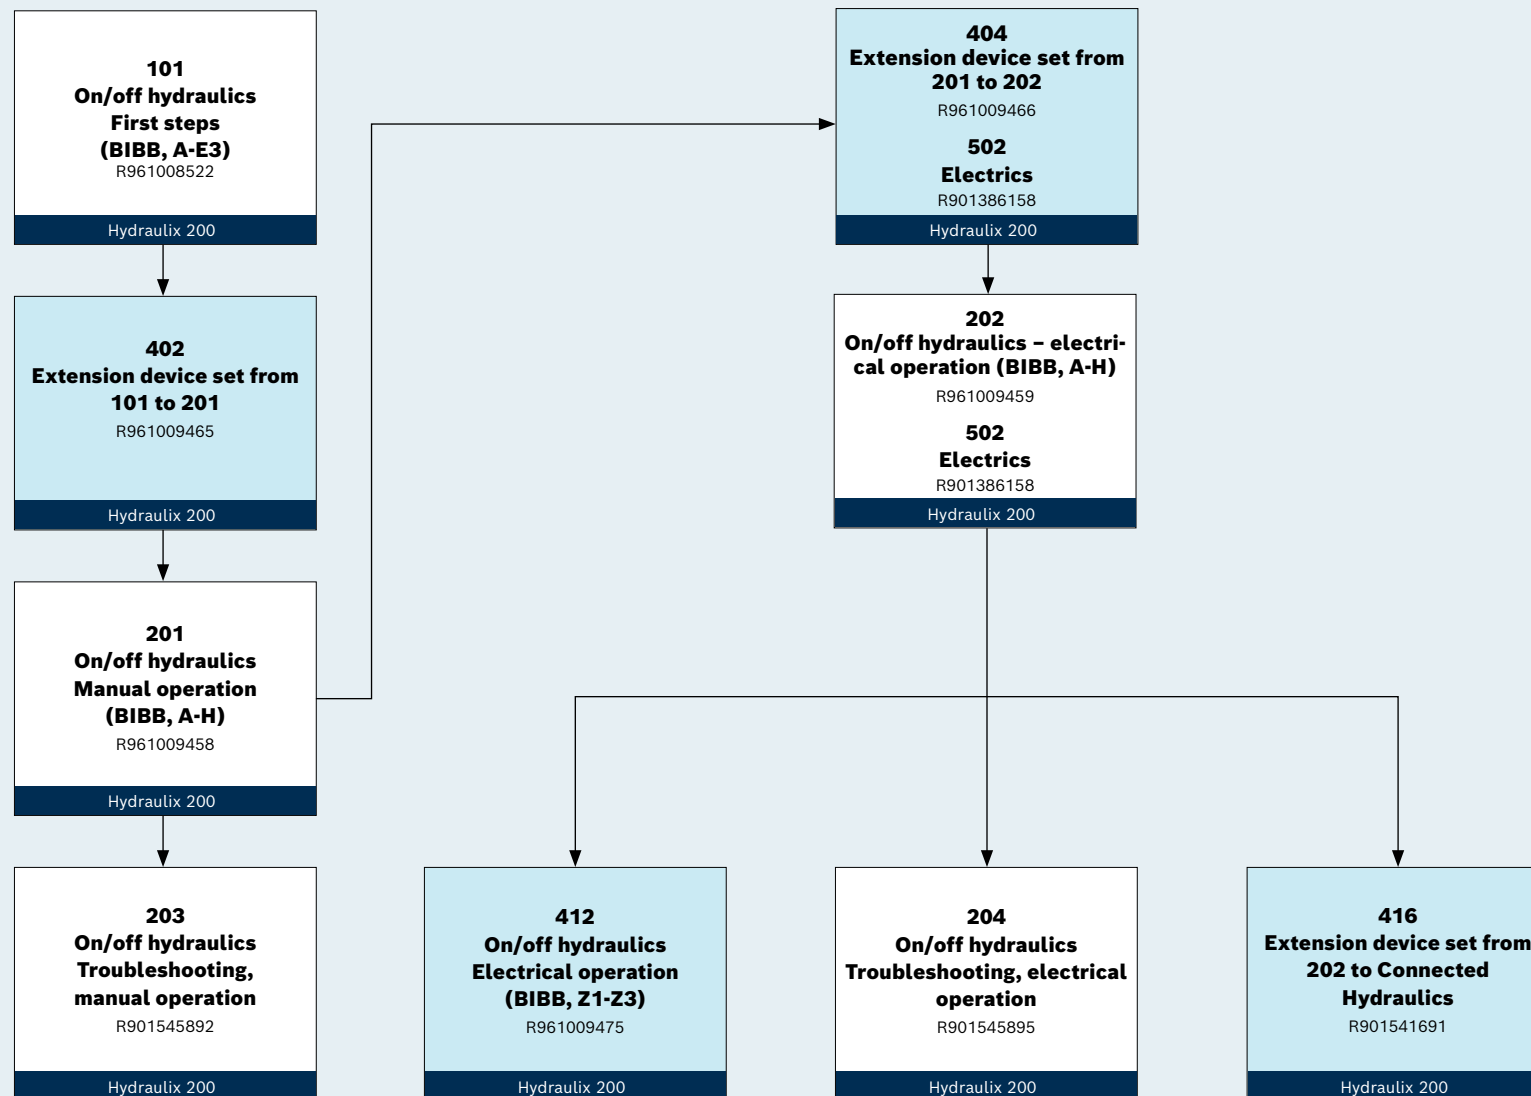 101
On/off hydraulics
First steps
(BIBB, A-E3)
R961008522
Hydraulix 200
402
Extension device set from
101 to 201
R961009465
Hydraulix 200
201
On/off hydraulics
Manual operation
(BIBB, A-H)
R961009458
Hydraulix 200
203
On/off hydraulics
Troubleshooting,
manual operation
R901545892
Hydraulix 200
404
Extension device set from
201 to 202
R961009466
502
Electrics
R901386158
Hydraulix 200
202
On/off hydraulics – electri-
cal operation (BIBB, A-H)
R961009459
502
Electrics
R901386158
Hydraulix 200
412
On/off hydraulics
Electrical operation
(BIBB, Z1-Z3)
R961009475
Hydraulix 200
204
On/off hydraulics
Troubleshooting, electrical
operation
R901545895
Hydraulix 200
416
Extension device set from
202 to Connected
Hydraulics
R901541691
Hydraulix 200